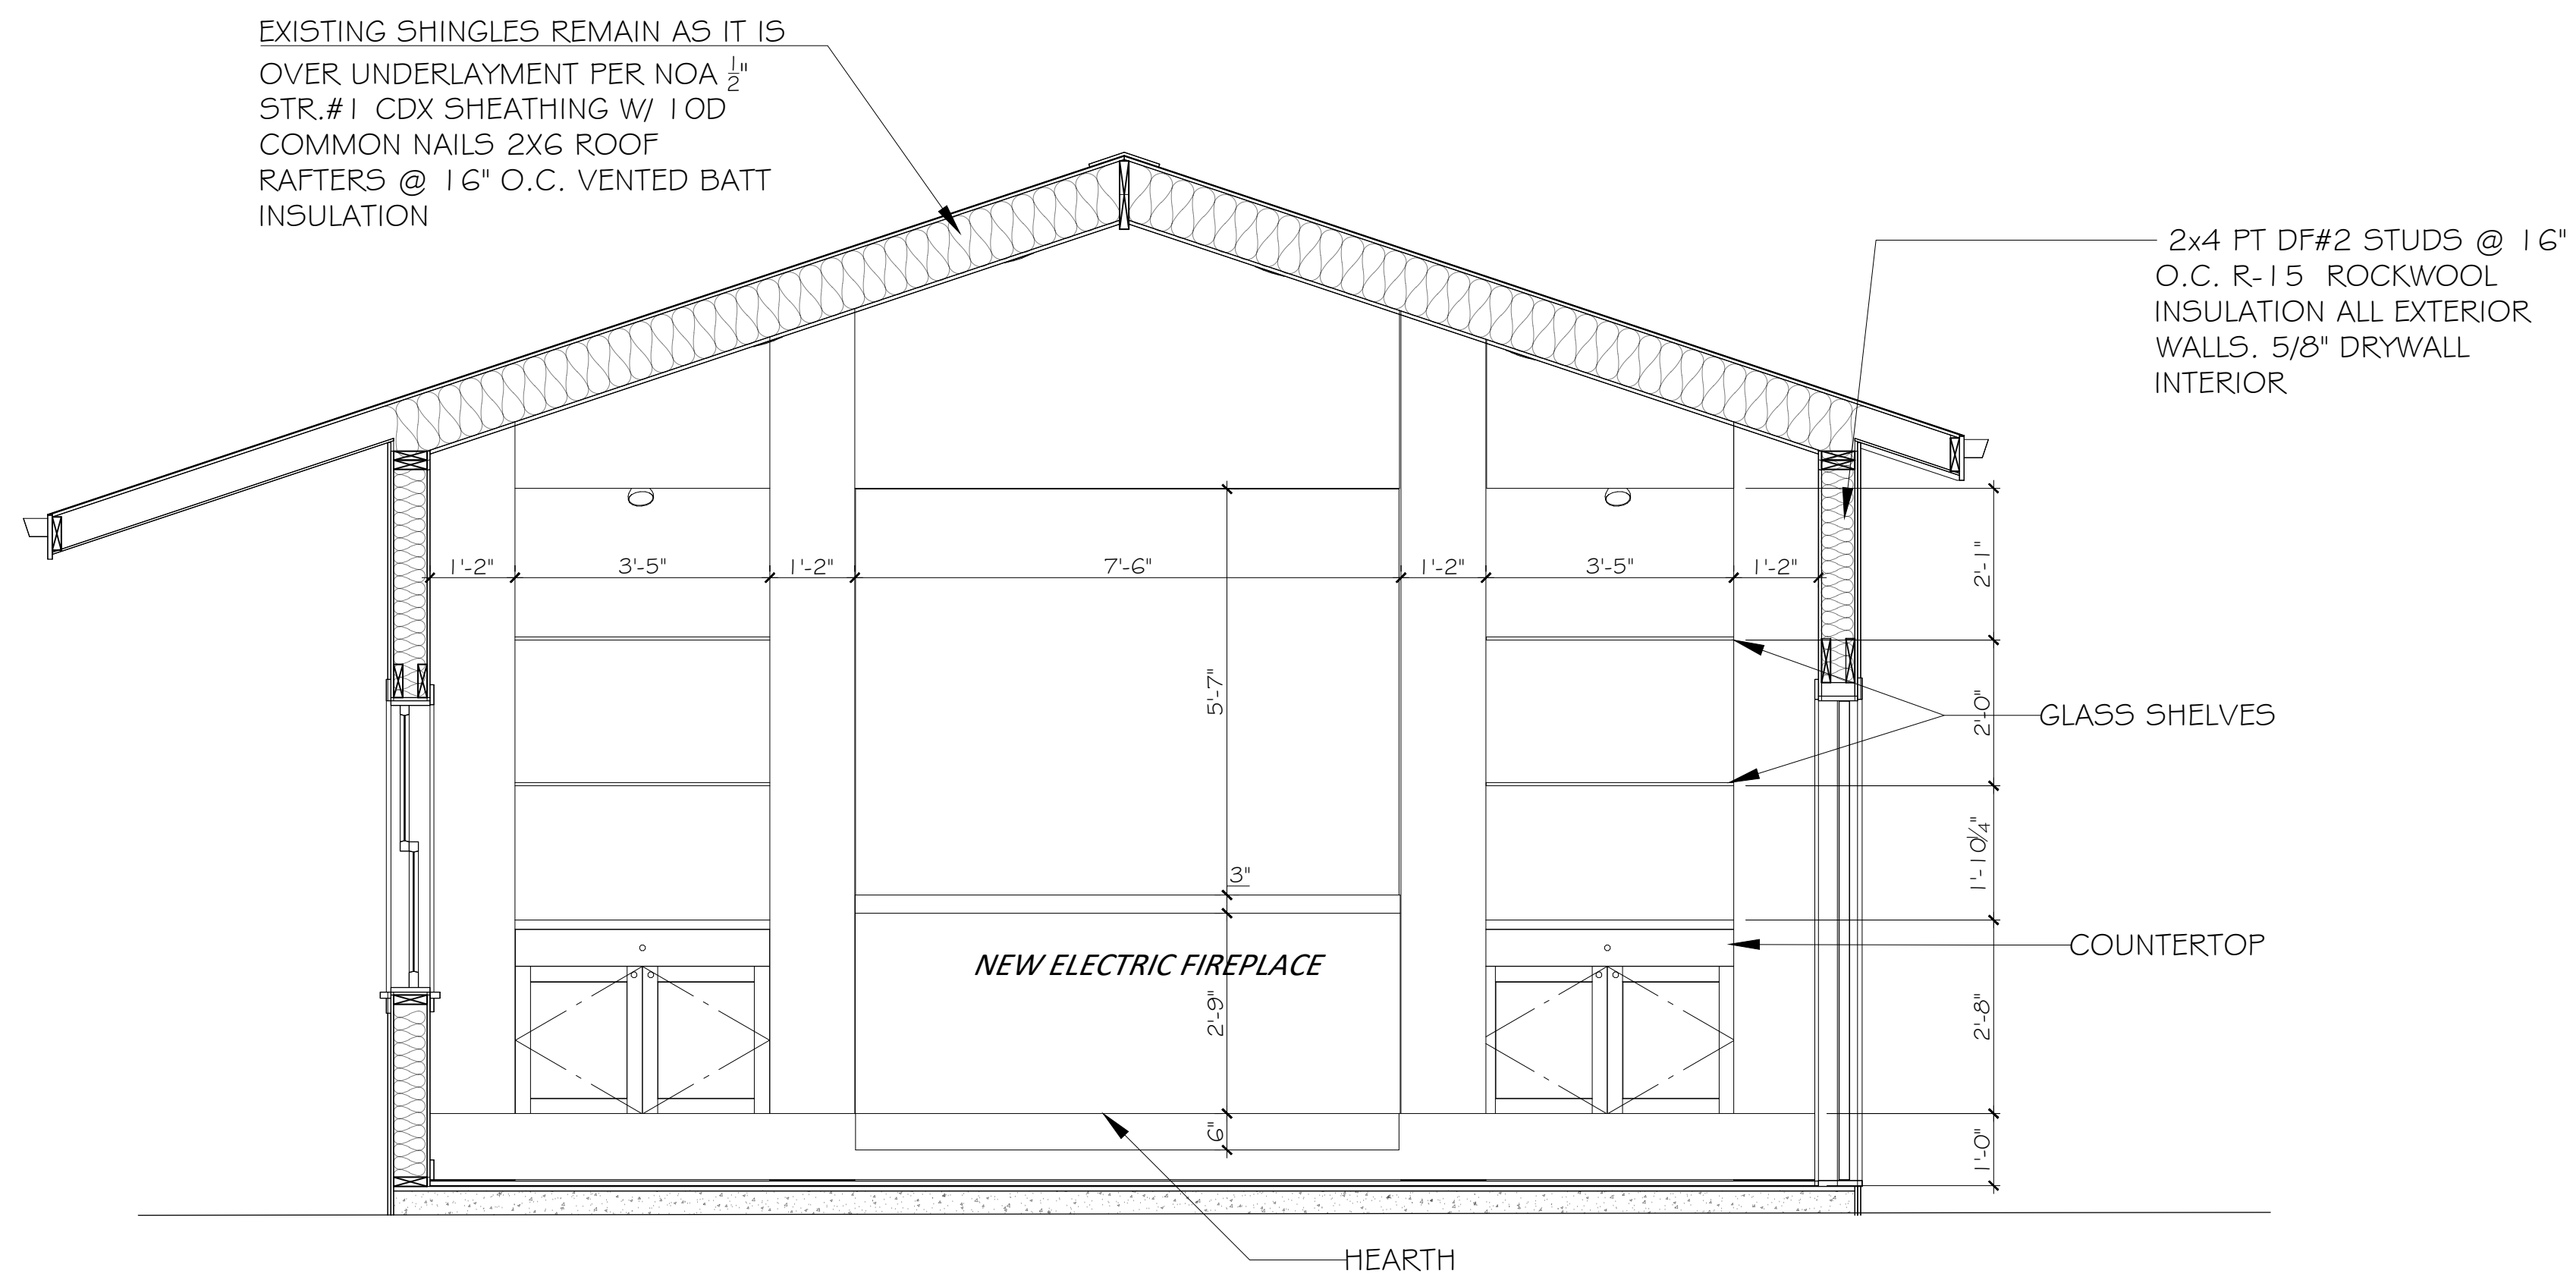 EXISTING SHINGLES REMAIN AS IT IS
OVER UNDERLAYMENT PER NOA 1/2"
STR.#1 CDX SHEATHING W/ 10D
COMMON NAILS 2X6 ROOF
RAFTERS @ 16" O.C. VENTED BATT
INSULATION
2x4 PT DF#2 STUDS @ 16"
O.C. R-15 ROCKWOOL
INSULATION ALL EXTERIOR
WALLS. 5/8" DRYWALL
INTERIOR
1'-2"
3'-5"
1'-2"
7'-6"
1'-2"
3'-5"
1'-2"
2'-1"
5'-7"
2'-0"
GLASS SHELVES
1'-10 1/4"
3"
COUNTERTOP
NEW ELECTRIC FIREPLACE
2'-9"
2'-8"
6"
1'-0"
HEARTH